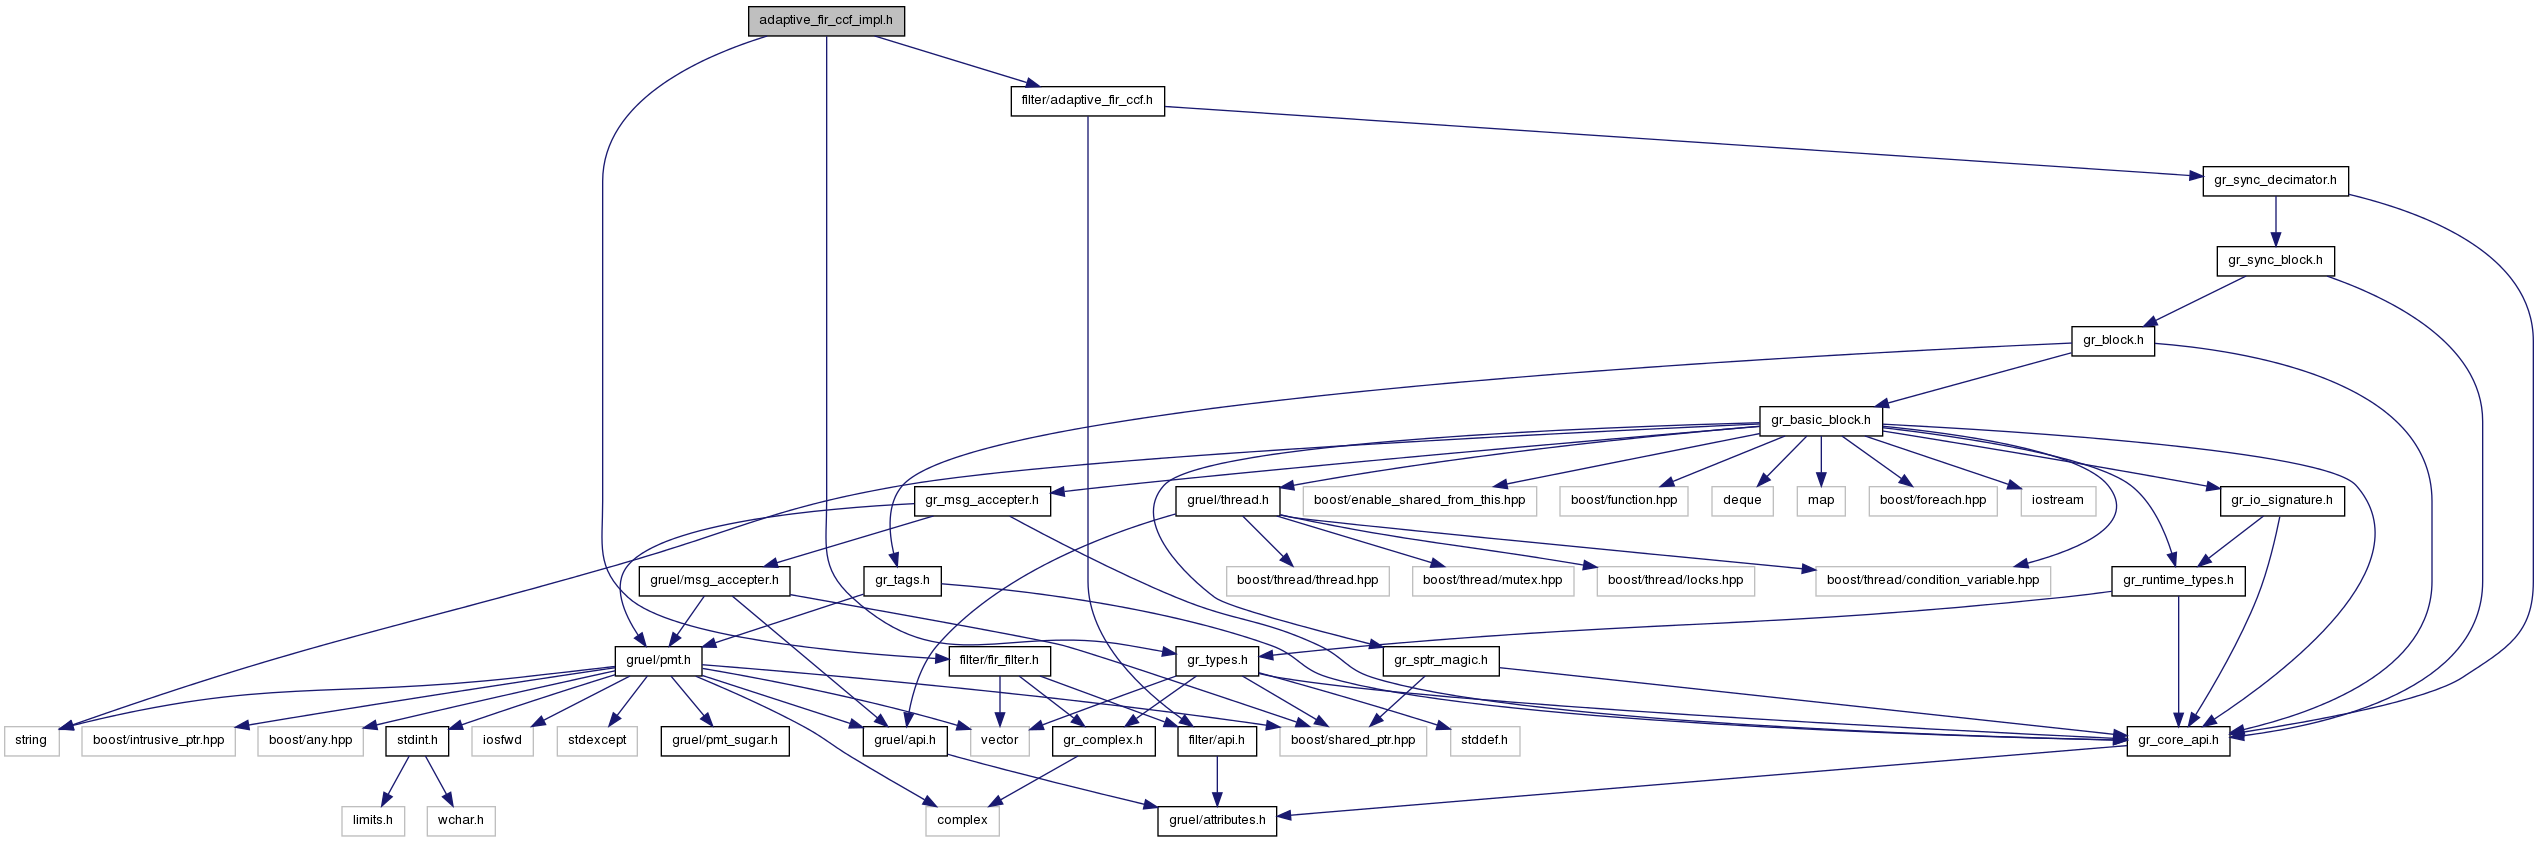 adaptive_fir_ccf_impl.h
filter/adaptive_fir_ccf.h
gr_sync_decimator.h
gr_sync_block.h
gr_block.h
gr_basic_block.h
gr_msg_accepter.h
gruel/thread.h
boost/enable_shared_from_this.hpp
boost/function.hpp
deque
map
boost/foreach.hpp
iostream
gr_io_signature.h
gruel/msg_accepter.h
gr_tags.h
boost/thread/thread.hpp
boost/thread/mutex.hpp
boost/thread/locks.hpp
boost/thread/condition_variable.hpp
gr_runtime_types.h
gruel/pmt.h
filter/fir_filter.h
gr_types.h
gr_sptr_magic.h
string
boost/intrusive_ptr.hpp
boost/any.hpp
stdint.h
iosfwd
stdexcept
gruel/pmt_sugar.h
gruel/api.h
vector
gr_complex.h
filter/api.h
boost/shared_ptr.hpp
stddef.h
gr_core_api.h
limits.h
wchar.h
complex
gruel/attributes.h